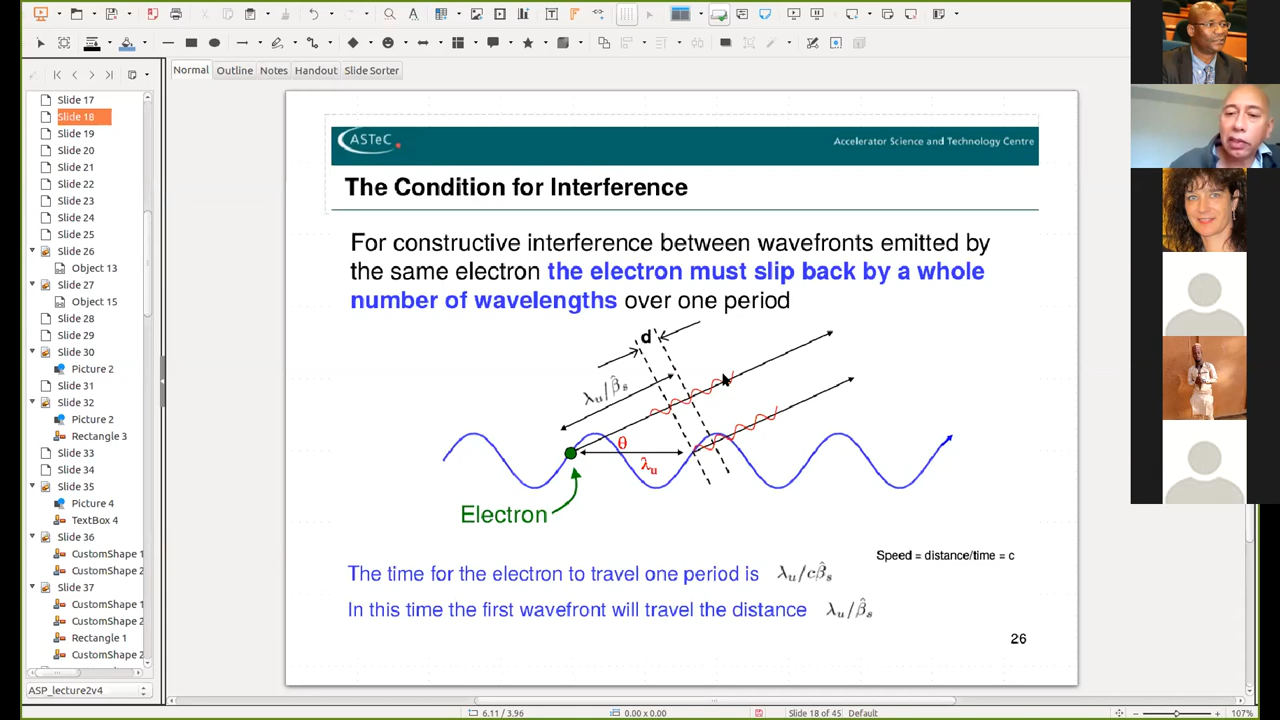 Normal Outline Notes Handout Slide Sorter
Slide 17
Slide 18
Slide 19
Slide 20
Slide 21
Slide 22
Slide 23
Slide 24
Slide 25
Slide 26
Object 13
Slide 27
Object 15
Slide 28
Slide 29
Slide 30
Picture 2
Slide 31
Slide 32
Picture 2
Rectangle 3
Slide 33
Slide 34
Slide 35
Picture 4
TextBox 4
Slide 36
CustomShape 1
CustomShape 2
Slide 37
CustomShape 1
CustomShape 2
Rectangle 1
CustomShape 2
ASP_lecture2v4
ASTeC
Accelerator Science and Technology Centre
The Condition for Interference
For constructive interference between wavefronts emitted by
the same electron the electron must slip back by a whole
number of wavelengths over one period
d
λu/β̂s
θ
λu
Electron
Speed = distance/time = c
The time for the electron to travel one period is λu/cβ̂s
In this time the first wavefront will travel the distance λu/β̂s
26
6.11 / 3.96 0.00 x 0.00 Slide 18 of 45 Default 107%